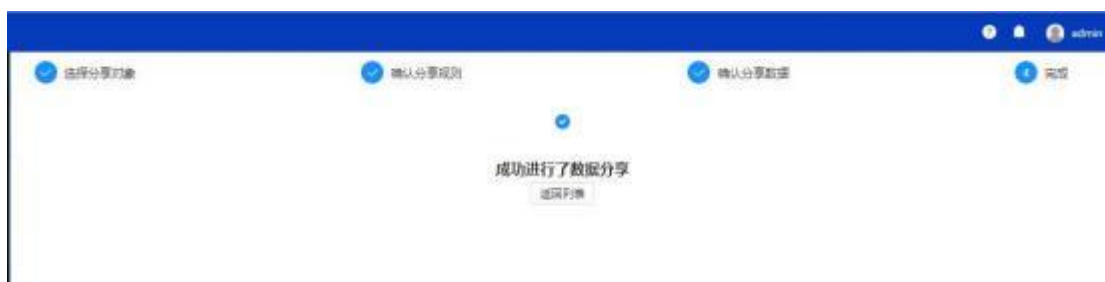 admin
选择分享对象
确认分享规则
确认分享数据
4 完成
成功进行了数据分享
返回列表